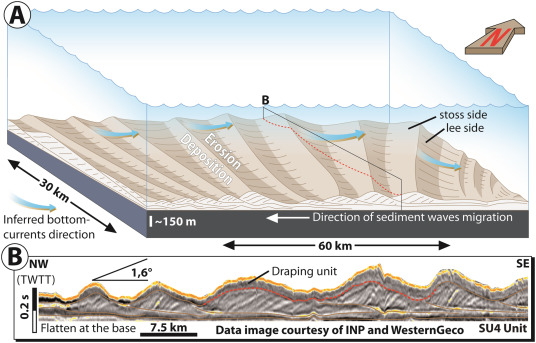 A
N
B
stoss side
lee side
Erosion
Deposition
30 km
Inferred bottom-
currents direction
~150 m
Direction of sediment waves migration
60 km
B
NW
SE
(TWTT)
1,6°
Draping unit
0.2 s
Flatten at the base
7.5 km
Data image courtesy of INP and WesternGeco
SU4 Unit